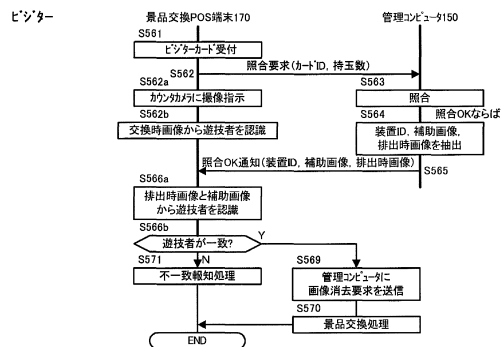 ビジター
景品交換POS端末170
管理コンピュータ150
S561
ビジターカード受付
照合要求(カードID, 持玉数)
S562
S562a
カウンタカメラに撮像指示
S562b
交換時画像から遊技者を認識
S563
照合
S564
照合OKならば
装置ID, 補助画像,
排出時画像を抽出
照合OK通知(装置ID, 補助画像, 排出時画像)
S565
S566a
排出時画像と補助画像
から遊技者を認識
S566b
遊技者が一致?
Y
N
S571
不一致報知処理
S569
管理コンピュータに
画像消去要求を送信
S570
景品交換処理
END